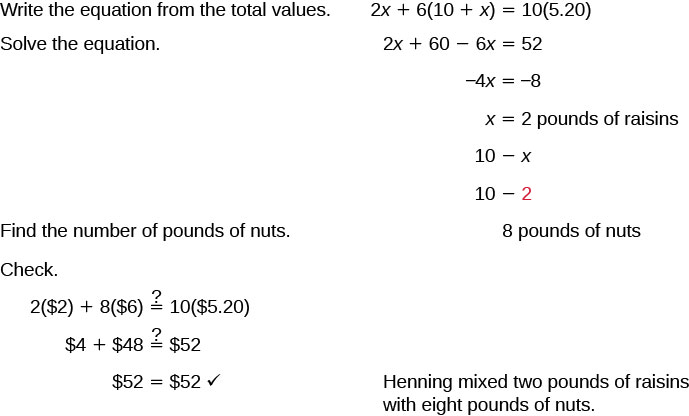 Write the equation from the total values. 2x + 6(10 + x) = 10(5.20)
Solve the equation. 2x + 60 − 6x = 52
−4x = −8
x = 2 pounds of raisins
10 − x
10 − 2
Find the number of pounds of nuts. 8 pounds of nuts
Check.
2($2) + 8($6) ≟ 10($5.20)
$4 + $48 ≟ $52
$52 = $52 ✓ Henning mixed two pounds of raisins
with eight pounds of nuts.